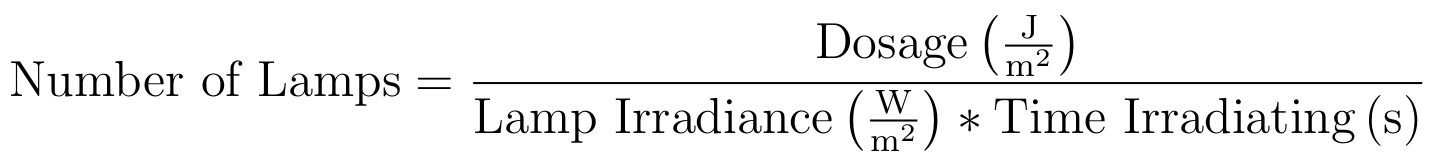 Number of Lamps = Dosage (J/m²) / Lamp Irradiance (W/m²) * Time Irradiating (s)